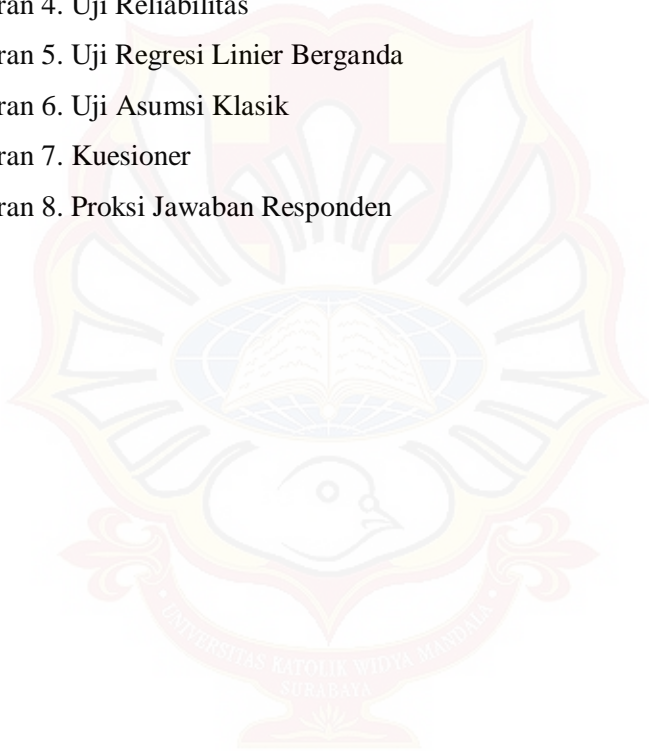 ran 4. Uji Reliabilitas
ran 5. Uji Regresi Linier Berganda
ran 6. Uji Asumsi Klasik
ran 7. Kuesioner
ran 8. Proksi Jawaban Responden
UNIVERSITAS KATOLIK WIDYA MANDALA
SURABAYA